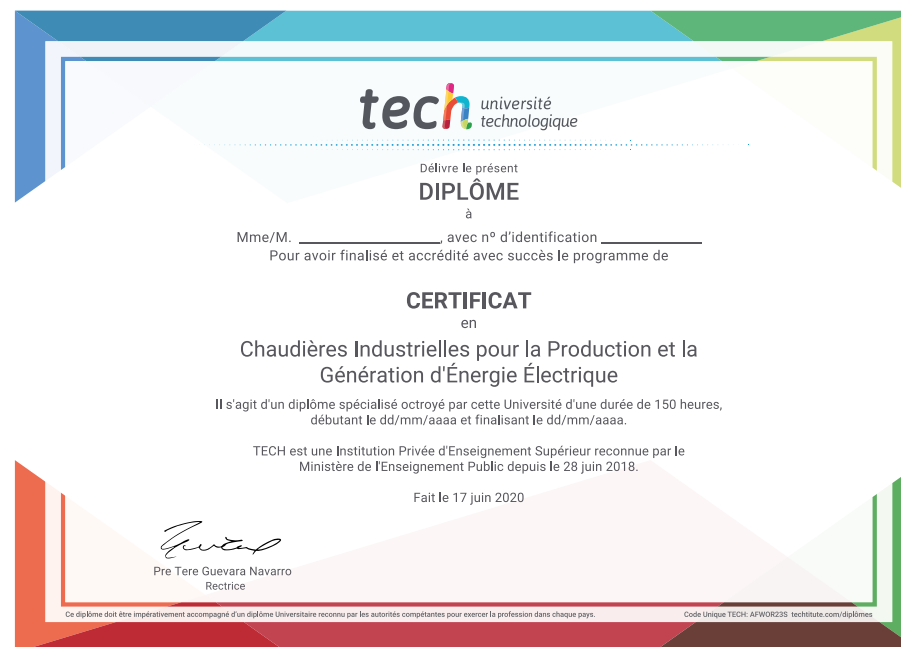 tech université
technologique
Délivre le présent
DIPLÔME
à
Mme/M. ____________________, avec nº d'identification ______________
Pour avoir finalisé et accrédité avec succès le programme de
CERTIFICAT
en
Chaudières Industrielles pour la Production et la
Génération d'Énergie Électrique
Il s'agit d'un diplôme spécialisé octroyé par cette Université d'une durée de 150 heures,
débutant le dd/mm/aaaa et finalisant le dd/mm/aaaa.
TECH est une Institution Privée d'Enseignement Supérieur reconnue par le
Ministère de l'Enseignement Public depuis le 28 juin 2018.
Fait le 17 juin 2020
Pre Tere Guevara Navarro
Rectrice
Ce diplôme doit être impérativement accompagné d'un diplôme Universitaire reconnu par les autorités compétantes pour exercer la profession dans chaque pays.
Code Unique TECH: AFWOR23S techtitute.com/diplômes